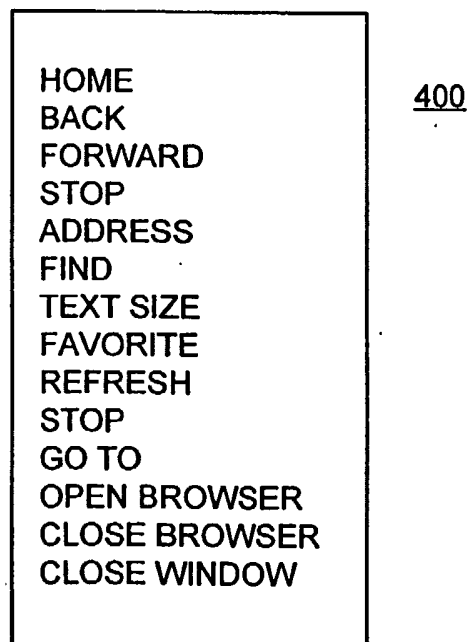 HOME
400
BACK
FORWARD
STOP
ADDRESS
FIND
TEXT SIZE
FAVORITE
REFRESH
STOP
GO TO
OPEN BROWSER
CLOSE BROWSER
CLOSE WINDOW